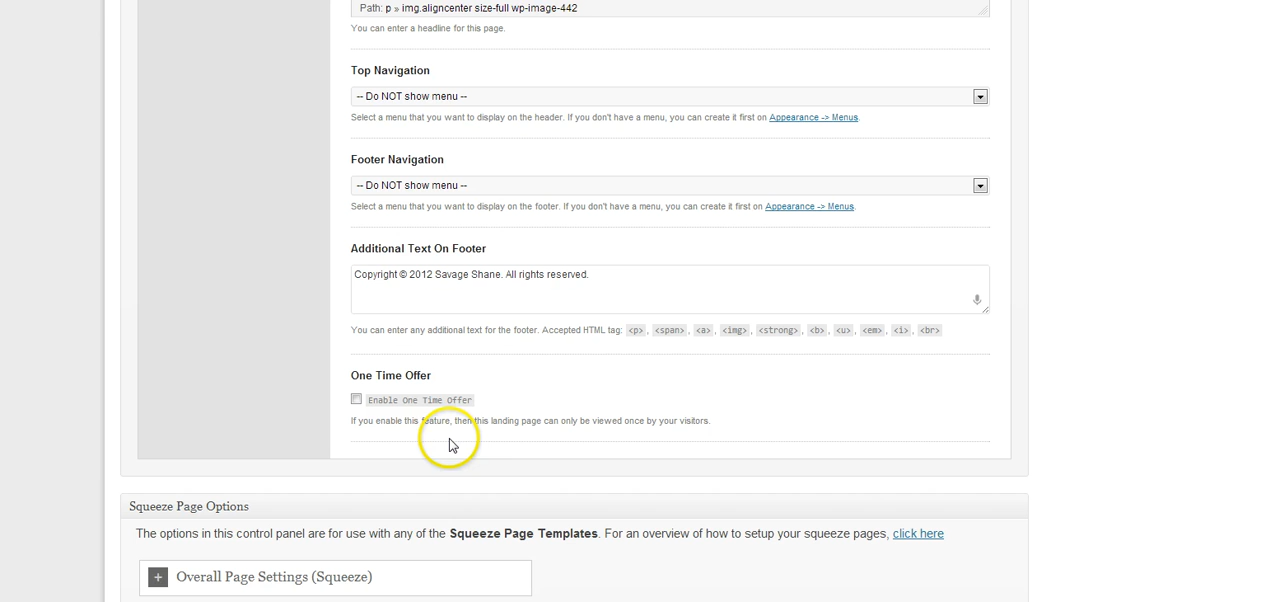 Path: p » img.aligncenter size-full wp-image-442
You can enter a headline for this page.
Top Navigation
-- Do NOT show menu --
Select a menu that you want to display on the header. If you don't have a menu, you can create it first on Appearance -> Menus.
Footer Navigation
-- Do NOT show menu --
Select a menu that you want to display on the footer. If you don't have a menu, you can create it first on Appearance -> Menus.
Additional Text On Footer
Copyright © 2012 Savage Shane. All rights reserved.
You can enter any additional text for the footer. Accepted HTML tag: <p>, <span>, <a>, <img>, <strong>, <b>, <u>, <em>, <i>, <br>
One Time Offer
Enable One Time Offer
If you enable this feature, then this landing page can only be viewed once by your visitors.
Squeeze Page Options
The options in this control panel are for use with any of the Squeeze Page Templates. For an overview of how to setup your squeeze pages, click here
+ Overall Page Settings (Squeeze)